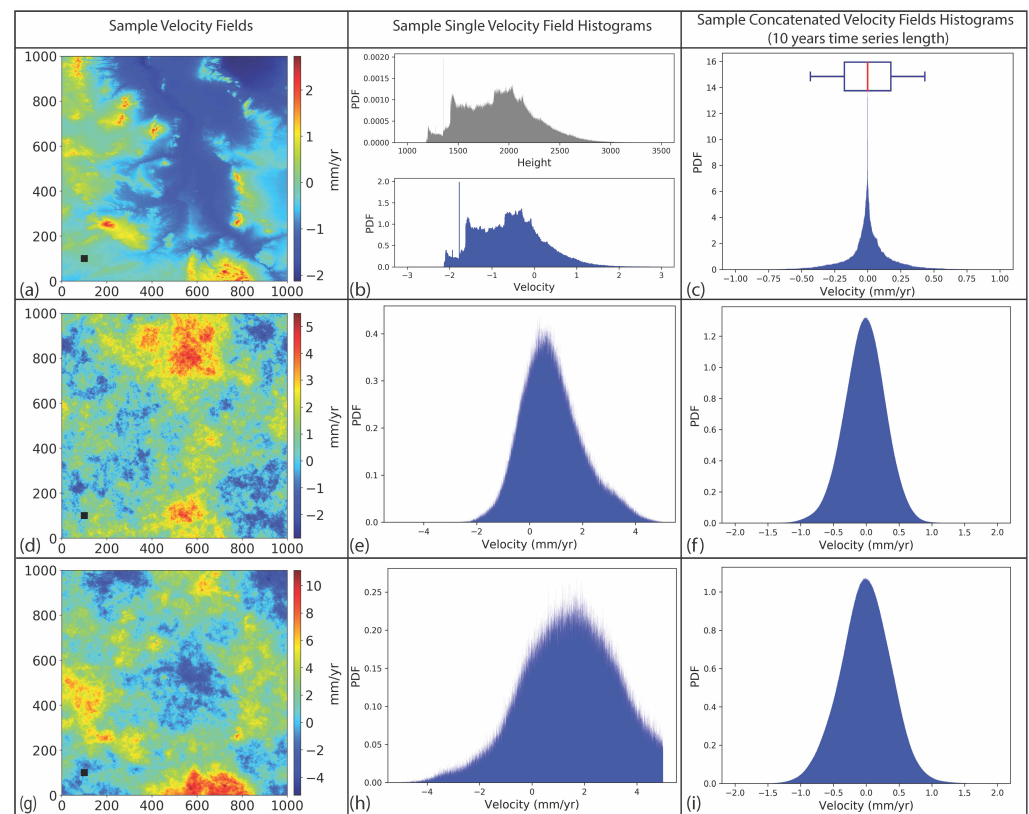 Sample Velocity Fields
Sample Single Velocity Field Histograms
Sample Concatenated Velocity Fields Histograms
(10 years time series length)
1000
800
600
400
200
0
0 200 400 600 800 1000
2
1
0
−1
−2
mm/yr
(a)
0.0020
0.0015
0.0010
0.0005
0.0000
PDF
1000 1500 2000 2500 3000 3500
Height
2.0
1.5
1.0
0.5
0.0
PDF
−3 −2 −1 0 1 2 3
Velocity
(b)
16
14
12
10
8
6
4
2
0
PDF
−1.00 −0.75 −0.50 −0.25 0.00 0.25 0.50 0.75 1.00
Velocity (mm/yr)
(c)
1000
800
600
400
200
0
0 200 400 600 800 1000
5
4
3
2
1
0
−1
−2
mm/yr
(d)
0.4
0.3
0.2
0.1
0.0
PDF
−4 −2 0 2 4
Velocity (mm/yr)
(e)
1.2
1.0
0.8
0.6
0.4
0.2
0.0
PDF
−2.0 −1.5 −1.0 −0.5 0.0 0.5 1.0 1.5 2.0
Velocity (mm/yr)
(f)
1000
800
600
400
200
0
0 200 400 600 800 1000
10
8
6
4
2
0
−2
−4
mm/yr
(g)
0.25
0.20
0.15
0.10
0.05
0.00
PDF
−4 −2 0 2 4
Velocity (mm/yr)
(h)
1.0
0.8
0.6
0.4
0.2
0.0
PDF
−2.0 −1.5 −1.0 −0.5 0.0 0.5 1.0 1.5 2.0
Velocity (mm/yr)
(i)